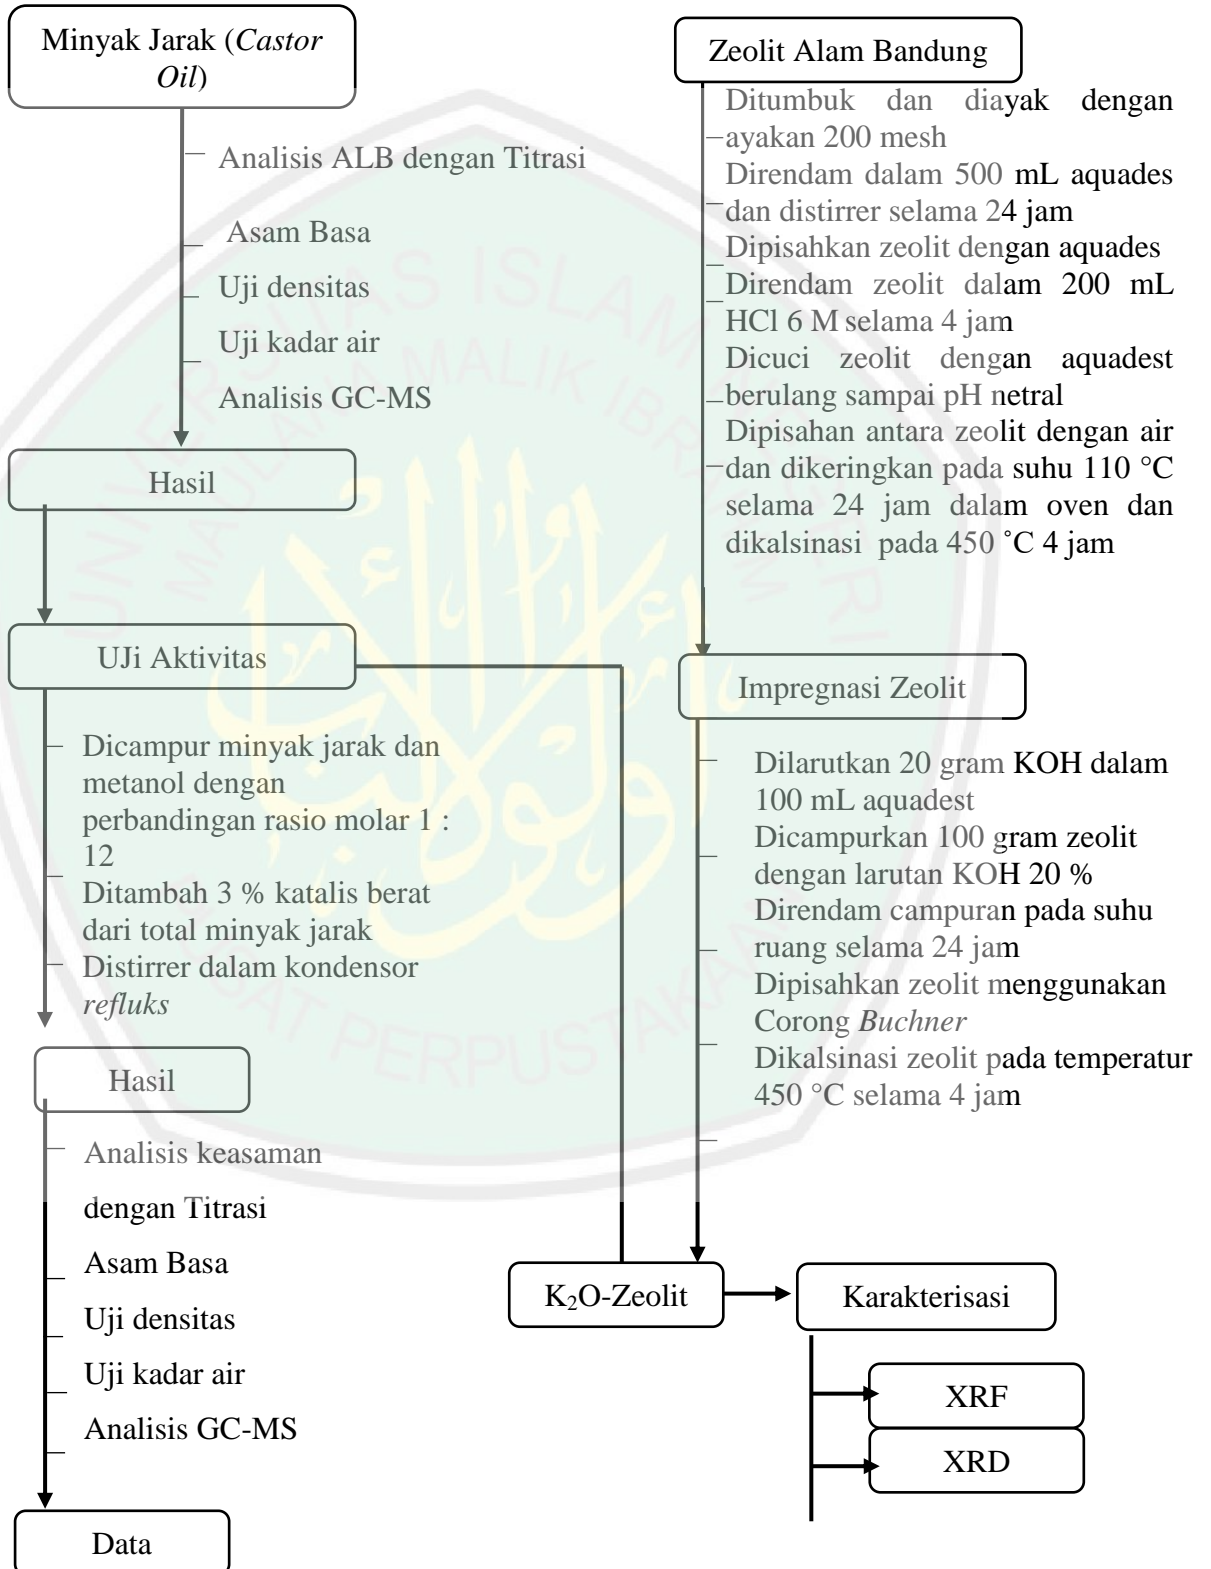 Minyak Jarak (Castor
Oil)
Analisis ALB dengan Titrasi
Asam Basa
Uji densitas
Uji kadar air
Analisis GC-MS
Hasil
UJi Aktivitas
Dicampur minyak jarak dan
metanol dengan
perbandingan rasio molar 1 :
12
Ditambah 3 % katalis berat
dari total minyak jarak
Distirrer dalam kondensor
refluks
Hasil
Analisis keasaman
dengan Titrasi
Asam Basa
Uji densitas
Uji kadar air
Analisis GC-MS
Data
Zeolit Alam Bandung
Ditumbuk dan diayak dengan
ayakan 200 mesh
Direndam dalam 500 mL aquades
dan distirrer selama 24 jam
Dipisahkan zeolit dengan aquades
Direndam zeolit dalam 200 mL
HCl 6 M selama 4 jam
Dicuci zeolit dengan aquadest
berulang sampai pH netral
Dipisahan antara zeolit dengan air
dan dikeringkan pada suhu 110 °C
selama 24 jam dalam oven dan
dikalsinasi pada 450 ˚C 4 jam
Impregnasi Zeolit
Dilarutkan 20 gram KOH dalam
100 mL aquadest
Dicampurkan 100 gram zeolit
dengan larutan KOH 20 %
Direndam campuran pada suhu
ruang selama 24 jam
Dipisahkan zeolit menggunakan
Corong Buchner
Dikalsinasi zeolit pada temperatur
450 °C selama 4 jam
K₂O-Zeolit
Karakterisasi
XRF
XRD
UNIVERSITAS ISLAM NEGERI
MAULANA MALIK IBRAHIM
PUSAT PERPUSTAKAAN